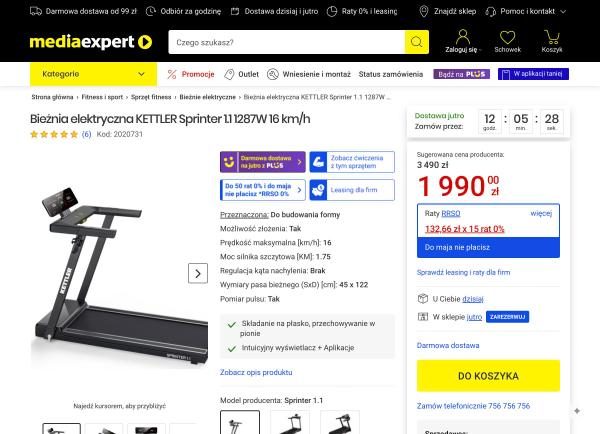 Darmowa dostawa od 99 zł
Odbiór za godzinę
Dostawa dzisiaj i jutro
Raty 0% i leasing
Znajdź sklep
Pomoc i kontakt
mediaexpert
Czego szukasz?
Zaloguj się
Schowek
Koszyk
Kategorie
Promocje
Outlet
Wniesienie i montaż
Status zamówienia
Bądź na PLUS
W aplikacji taniej
Strona główna › Fitness i sport › Sprzęt fitness › Bieżnie elektryczne › Bieżnia elektryczna KETTLER Sprinter 1.1 1287W ...
Bieżnia elektryczna KETTLER Sprinter 1.1 1287W 16 km/h
(6) Kod: 2020731
Dostawa jutro
Zamów przez:
12 : 05 : 28
godz. min. sek.
Darmowa dostawa na jutro z PLUS
Zobacz ćwiczenia z tym sprzętem
Do 50 rat 0% i do maja nie płacisz *RRSO 0%
Leasing dla firm
Przeznaczona: Do budowania formy
Możliwość złożenia: Tak
Prędkość maksymalna [km/h]: 16
Moc silnika szczytowa [KM]: 1.75
Regulacja kąta nachylenia: Brak
Wymiary pasa bieżnego (SxD) [cm]: 45 x 122
Pomiar pulsu: Tak
Składanie na płasko, przechowywanie w pionie
Intuicyjny wyświetlacz + Aplikacje
Zobacz opis produktu
Model producenta: Sprinter 1.1
KETTLER
SPRINTER 1.1
Najedź kursorem, aby przybliżyć
Sugerowana cena producenta:
3 490 zł
1 990 00 zł
Raty RRSO
więcej
132,66 zł x 15 rat 0%
Do maja nie płacisz
Sprawdź leasing i raty dla firm
U Ciebie dzisiaj
W sklepie jutro ZAREZERWUJ
Darmowa dostawa
DO KOSZYKA
Zamów telefonicznie 756 756 756
Sprzedawca: